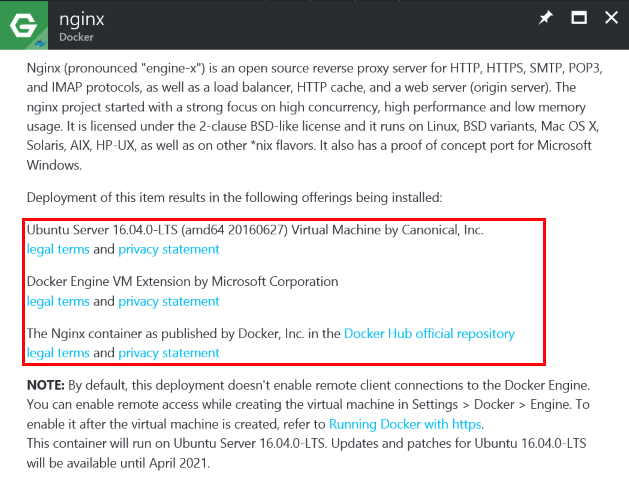 nginx
Docker
Nginx (pronounced "engine-x") is an open source reverse proxy server for HTTP, HTTPS, SMTP, POP3,
and IMAP protocols, as well as a load balancer, HTTP cache, and a web server (origin server). The
nginx project started with a strong focus on high concurrency, high performance and low memory
usage. It is licensed under the 2-clause BSD-like license and it runs on Linux, BSD variants, Mac OS X,
Solaris, AIX, HP-UX, as well as on other *nix flavors. It also has a proof of concept port for Microsoft
Windows.
Deployment of this item results in the following offerings being installed:
Ubuntu Server 16.04.0-LTS (amd64 20160627) Virtual Machine by Canonical, Inc.
legal terms and privacy statement
Docker Engine VM Extension by Microsoft Corporation
legal terms and privacy statement
The Nginx container as published by Docker, Inc. in the Docker Hub official repository
legal terms and privacy statement
NOTE: By default, this deployment doesn't enable remote client connections to the Docker Engine.
You can enable remote access while creating the virtual machine in Settings > Docker > Engine. To
enable it after the virtual machine is created, refer to Running Docker with https.
This container will run on Ubuntu Server 16.04.0-LTS. Updates and patches for Ubuntu 16.04.0-LTS
will be available until April 2021.